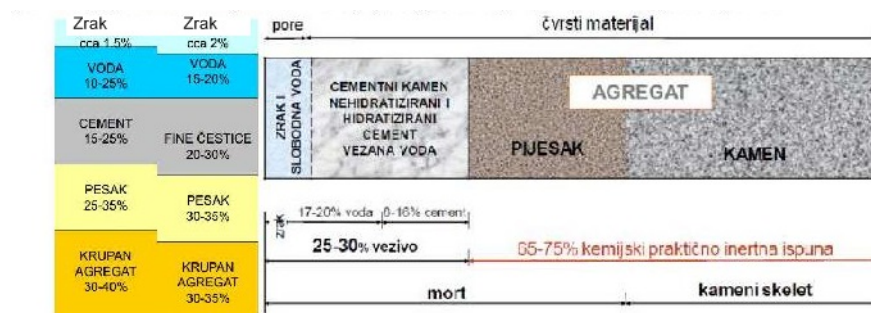 Zrak
cca 1.5%
VODA
10-25%
CEMENT
15-25%
PESAK
25-35%
KRUPAN
AGREGAT
30-40%
Zrak
cca 2%
VODA
15-20%
FINE ČESTICE
20-30%
PESAK
30-35%
KRUPAN
AGREGAT
30-35%
pore
čvrsti materijal
ZRAK I
SLOBODNA VODA
CEMENTNI KAMEN
NEHIDRATIZIRANI I
HIDRATIZIRANI
CEMENT
VEZANA VODA
AGREGAT
PIJESAK
KAMEN
zrak
17-20% voda
8-16% cement
25-30% vezivo
65-75% kemijski praktično inertna ispuna
mort
kameni skelet